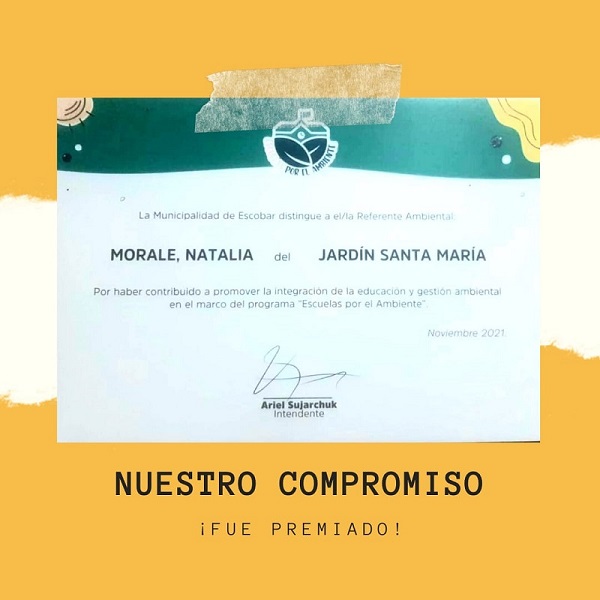 POR EL AMBIENTE
La Municipalidad de Escobar distingue a el/la Referente Ambiental:
MORALE, NATALIA del JARDÍN SANTA MARÍA
Por haber contribuido a promover la integración de la educación y gestión ambiental
en el marco del programa "Escuelas por el Ambiente".
Noviembre 2021.
Ariel Sujarchuk
Intendente
NUESTRO COMPROMISO
¡FUE PREMIADO!